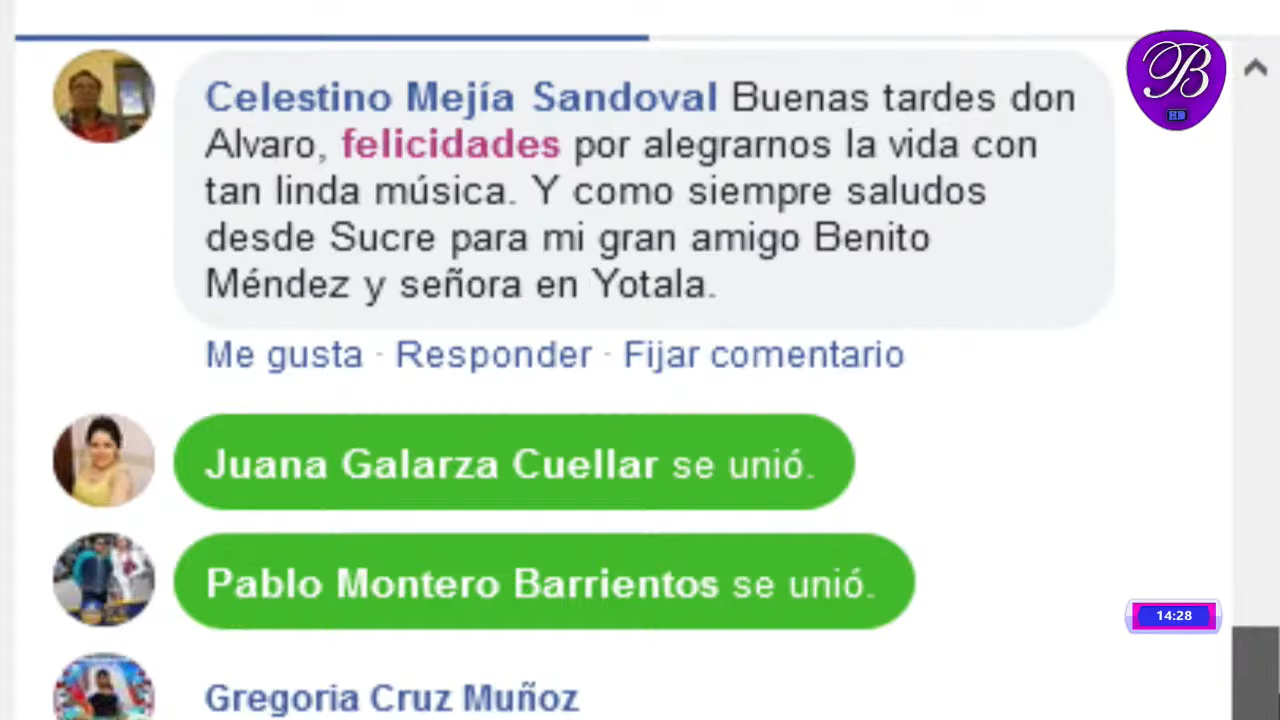 Celestino Mejía Sandoval Buenas tardes don
Alvaro, felicidades por alegrarnos la vida con
tan linda música. Y como siempre saludos
desde Sucre para mi gran amigo Benito
Méndez y señora en Yotala.
Me gusta · Responder · Fijar comentario
Juana Galarza Cuellar se unió.
Pablo Montero Barrientos se unió.
Gregoria Cruz Muñoz
B
HD
14:28